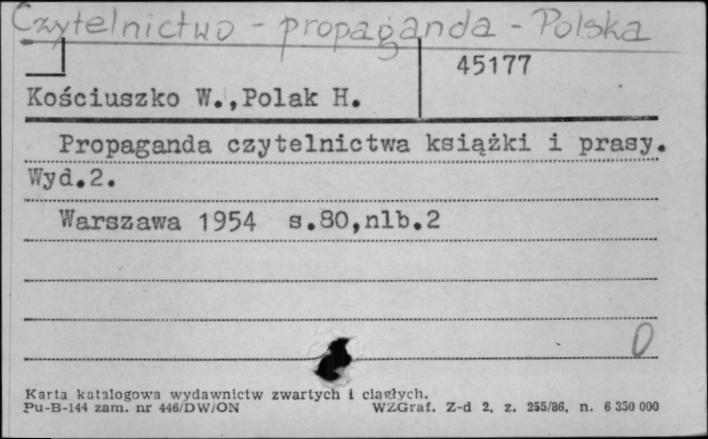 Czytelnictwo - propaganda - Polska
45177
Kościuszko W.,Polak H.
Propaganda czytelnictwa książki i prasy.
Wyd.2.
Warszawa 1954 s.80,nlb.2
0
Karta katalogowa wydawnictw zwartych i ciągłych.
Pu-B-144 zam. nr 446/DW/ON WZGraf. Z-d 2, z. 255/86, n. 6 350 000